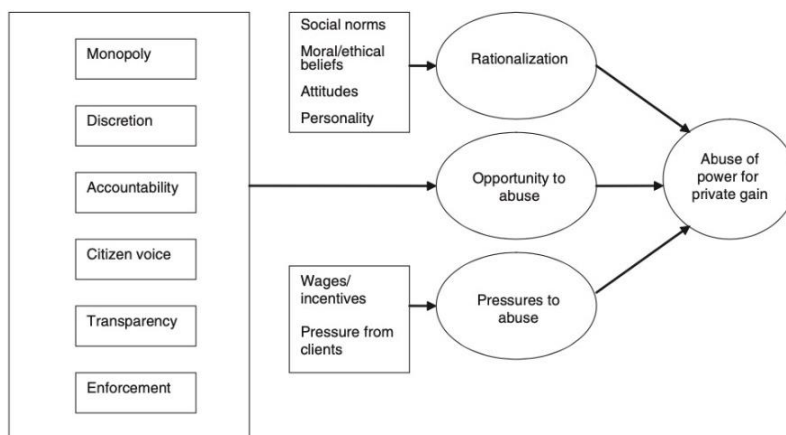 Monopoly
Discretion
Accountability
Citizen voice
Transparency
Enforcement
Social norms
Moral/ethical
beliefs
Attitudes
Personality
Rationalization
Opportunity to
abuse
Wages/
incentives
Pressure from
clients
Pressures to
abuse
Abuse of
power for
private gain